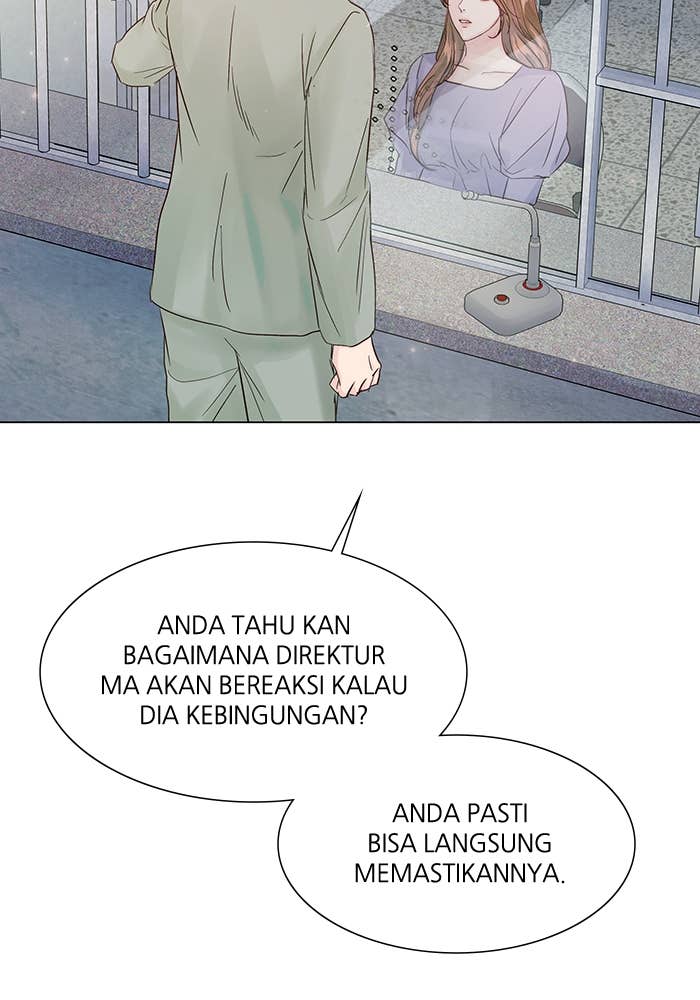 ANDA TAHU KAN
BAGAIMANA DIREKTUR
MA AKAN BEREAKSI KALAU
DIA KEBINGUNGAN?
ANDA PASTI
BISA LANGSUNG
MEMASTIKANNYA.